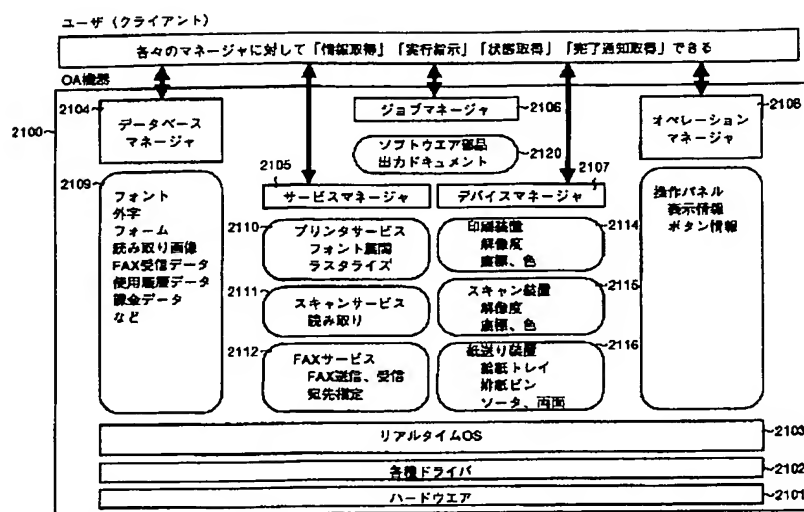 ユーザ（クライアント）
各々のマネージャに対して「情報取得」「実行指示」「状態取得」「完了通知取得」できる
OA機器
2100
2104
データベース
マネージャ
ジョブマネージャ
2106
2108
オペレーション
マネージャ
ソフトウエア部品
出力ドキュメント
2120
2105
サービスマネージャ
2107
デバイスマネージャ
2109
フォント
外字
フォーム
読み取り画像
FAX受信データ
使用履歴データ
課金データ
など
2110
プリンタサービス
フォント展開
ラスタライズ
2111
スキャンサービス
読み取り
2112
FAXサービス
FAX送信、受信
宛先指定
印刷装置
解像度
座標、色
2114
スキャン装置
解像度
座標、色
2115
紙送り装置
給紙トレイ
排紙ビン
ソータ、両面
2116
操作パネル
表示情報
ボタン情報
リアルタイムOS
2103
各種ドライバ
2102
ハードウエア
2101